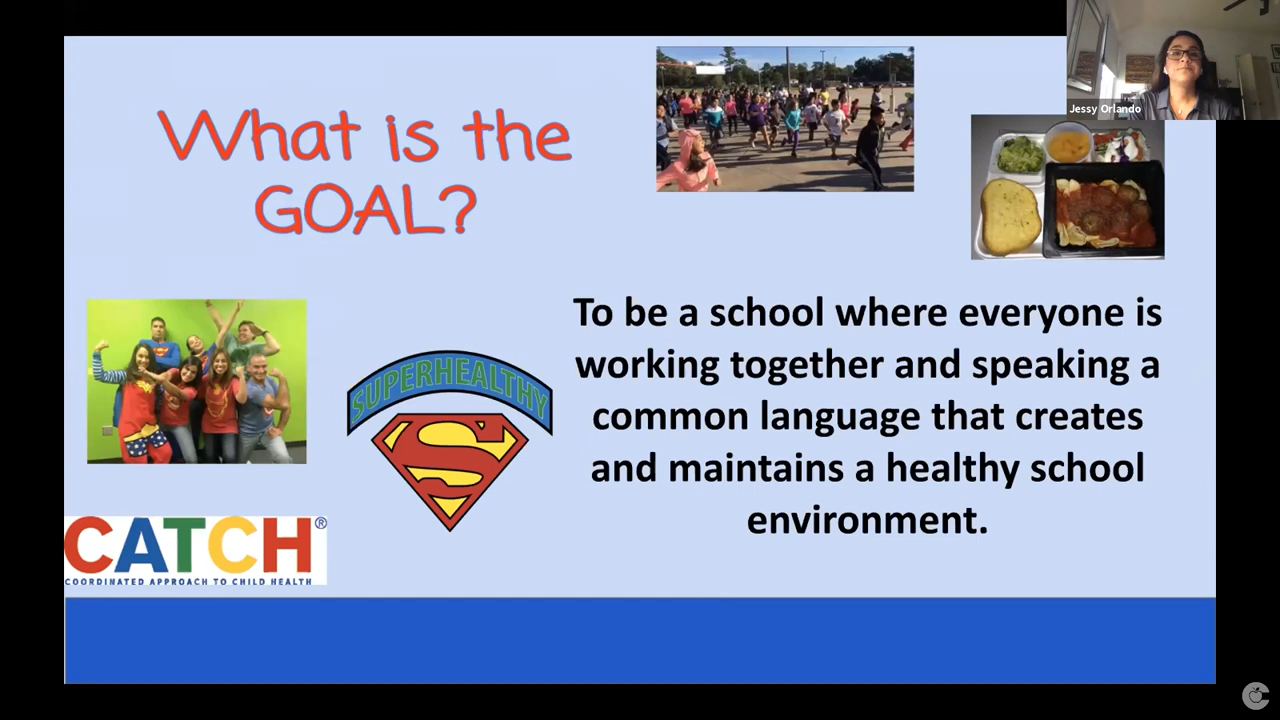 What is the
GOAL?
Jessy Orlando
To be a school where everyone is
working together and speaking a
common language that creates
and maintains a healthy school
environment.
SUPERHEALTHY
S
CATCH®
COORDINATED APPROACH TO CHILD HEALTH